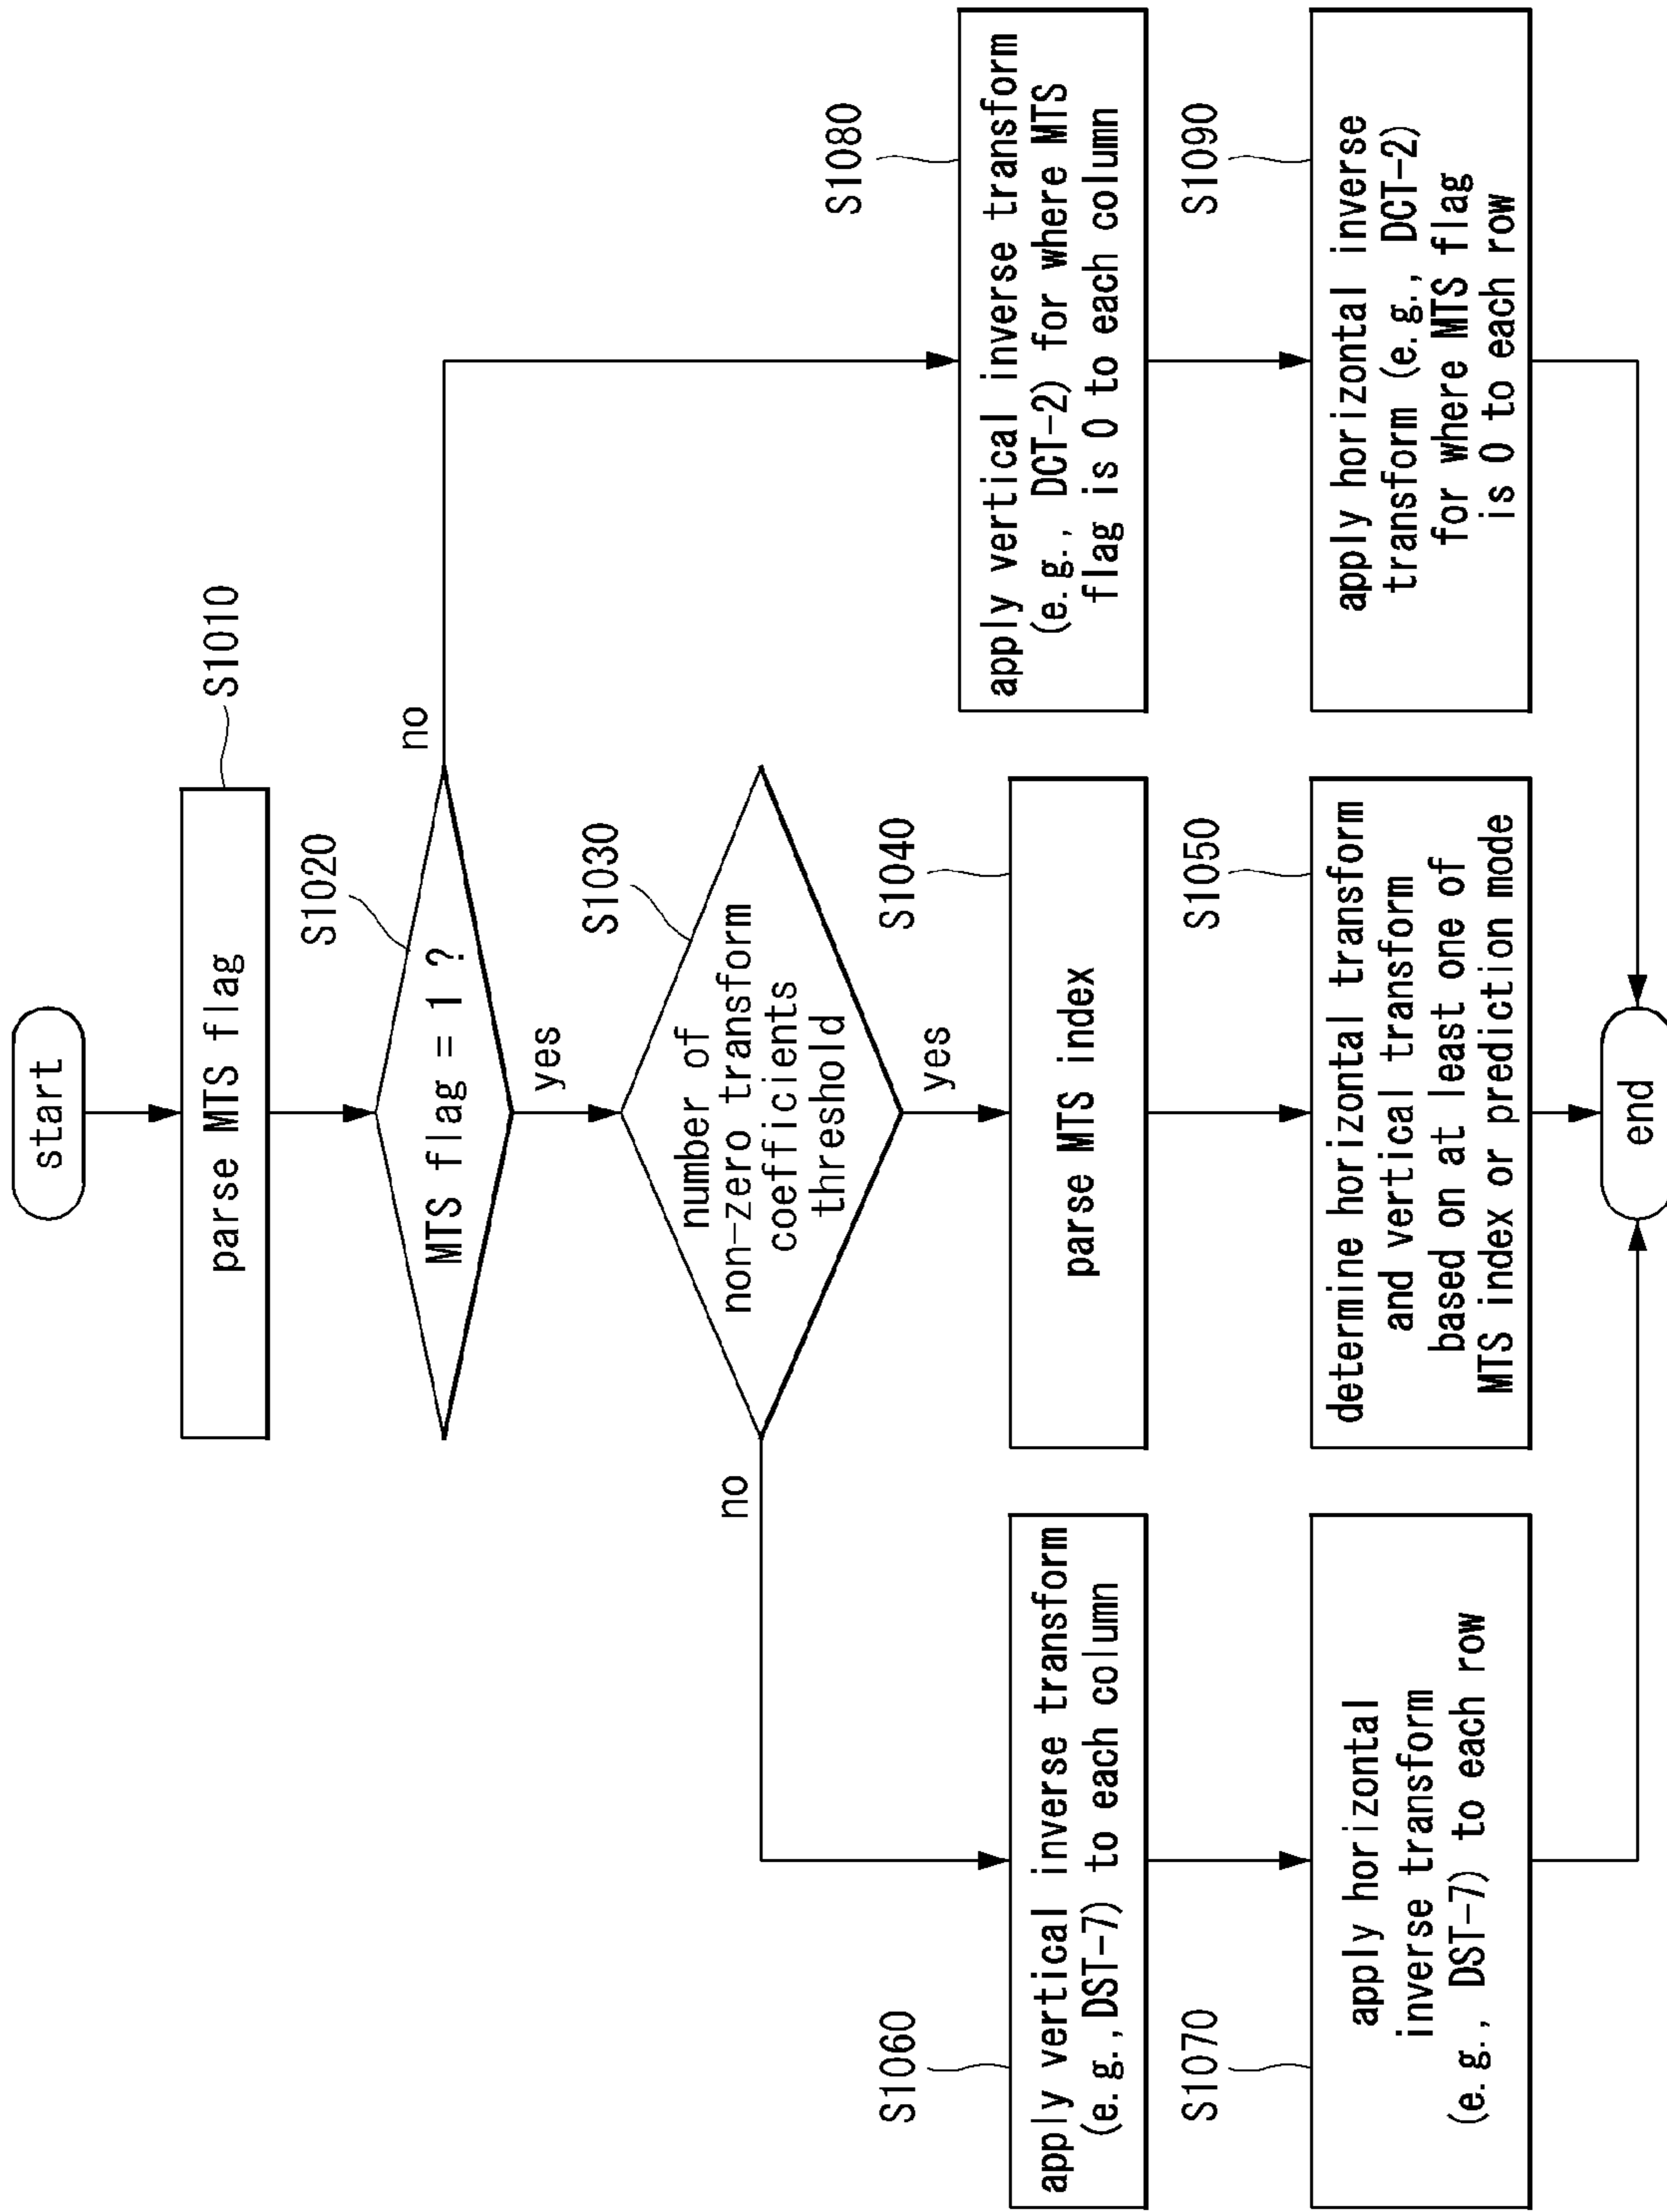 start
parse MTS flag
S1010
MTS flag = 1 ?
S1020
no
yes
number of
non-zero transform
coefficients
threshold
S1030
no
yes
apply vertical inverse transform
(e.g.,DST-7) to each column
S1060
parse MTS index
S1040
apply vertical inverse transform
(e.g., DCT-2) for where MTS
flag is 0 to each column
S1080
apply horizontal
inverse transform
(e.g., DST-7) to each row
S1070
determine horizontal transform
and vertical transform
based on at least one of
MTS index or prediction mode
S1050
apply horizontal inverse
transform (e.g., DCT-2)
for where MTS flag
is 0 to each row
S1090
end